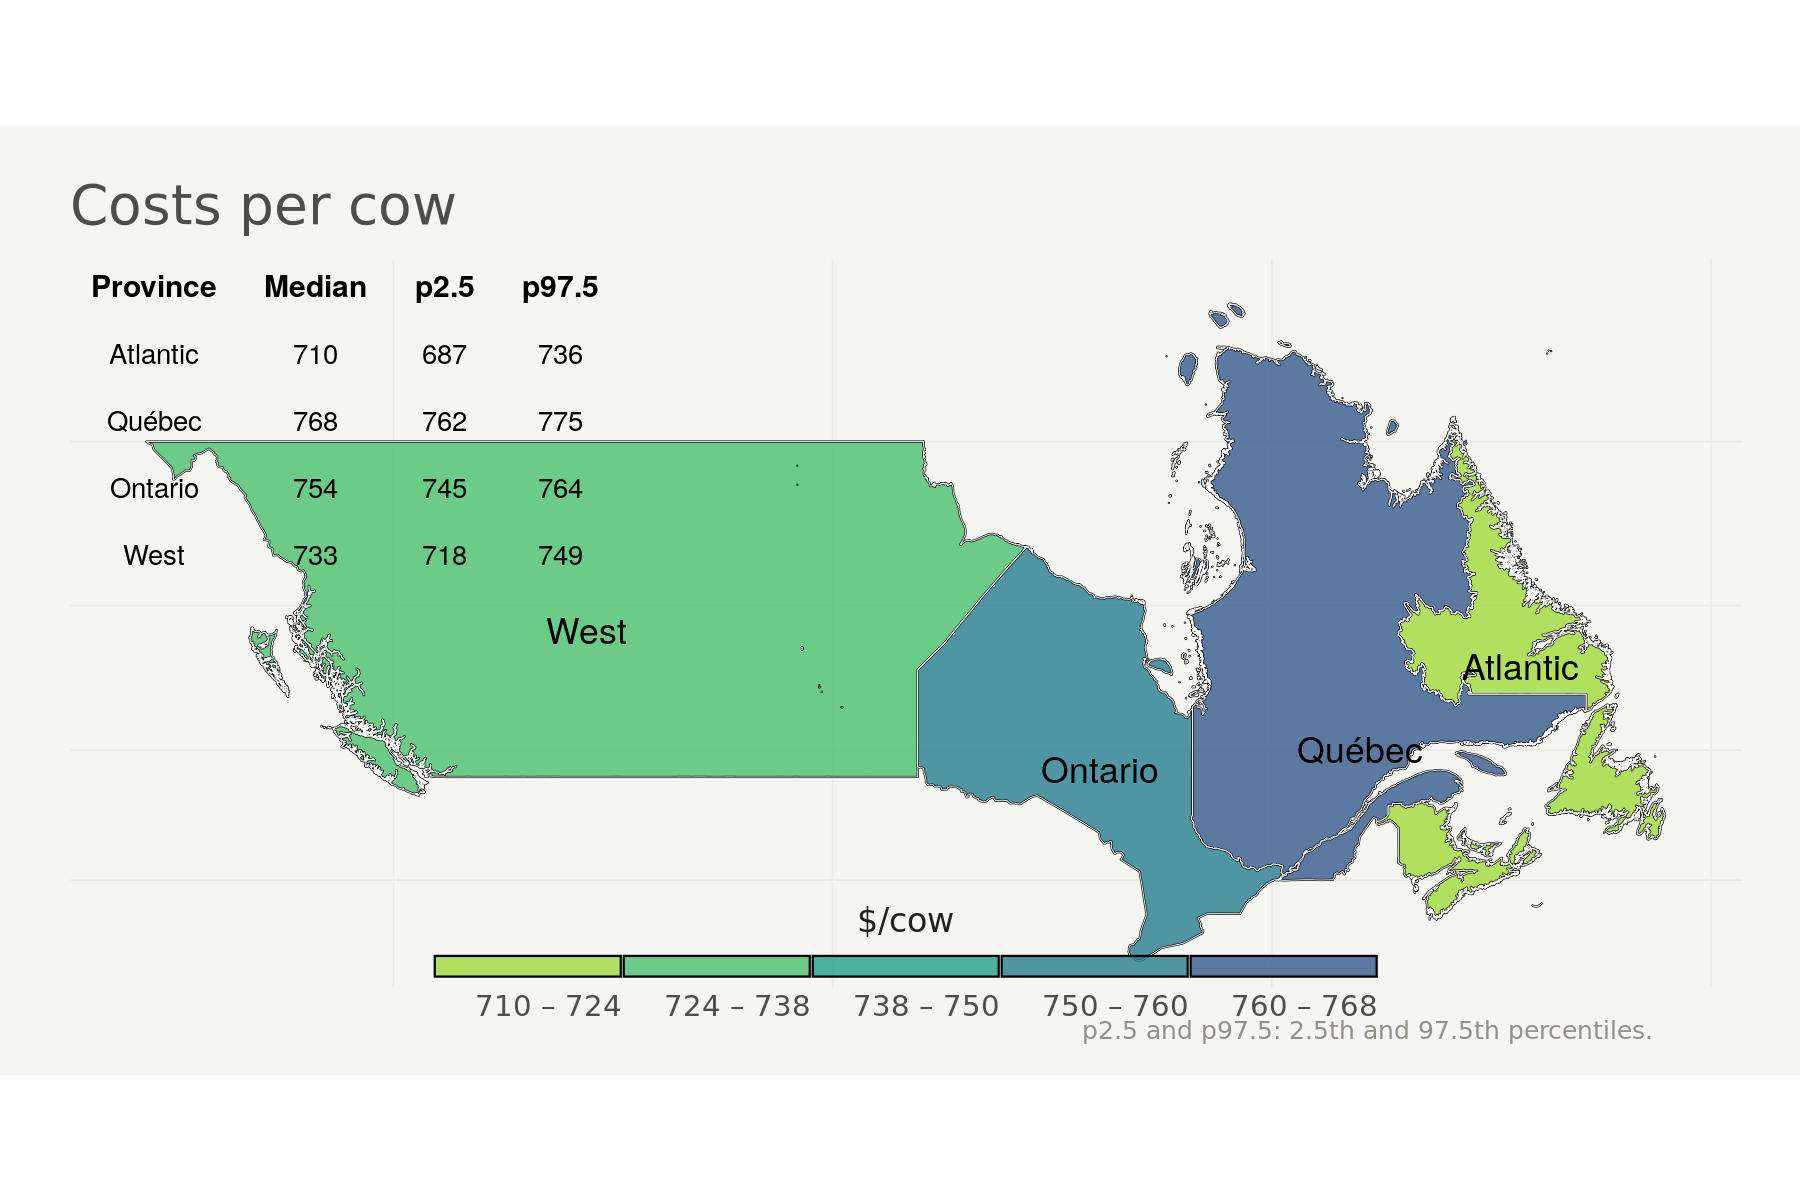 Costs per cow
Province Median p2.5 p97.5
Atlantic 710 687 736
Québec 768 762 775
Ontario 754 745 764
West 733 718 749
West
Atlantic
Québec
Ontario
$/cow
710 – 724 724 – 738 738 – 750 750 – 760 760 – 768
p2.5 and p97.5: 2.5th and 97.5th percentiles.